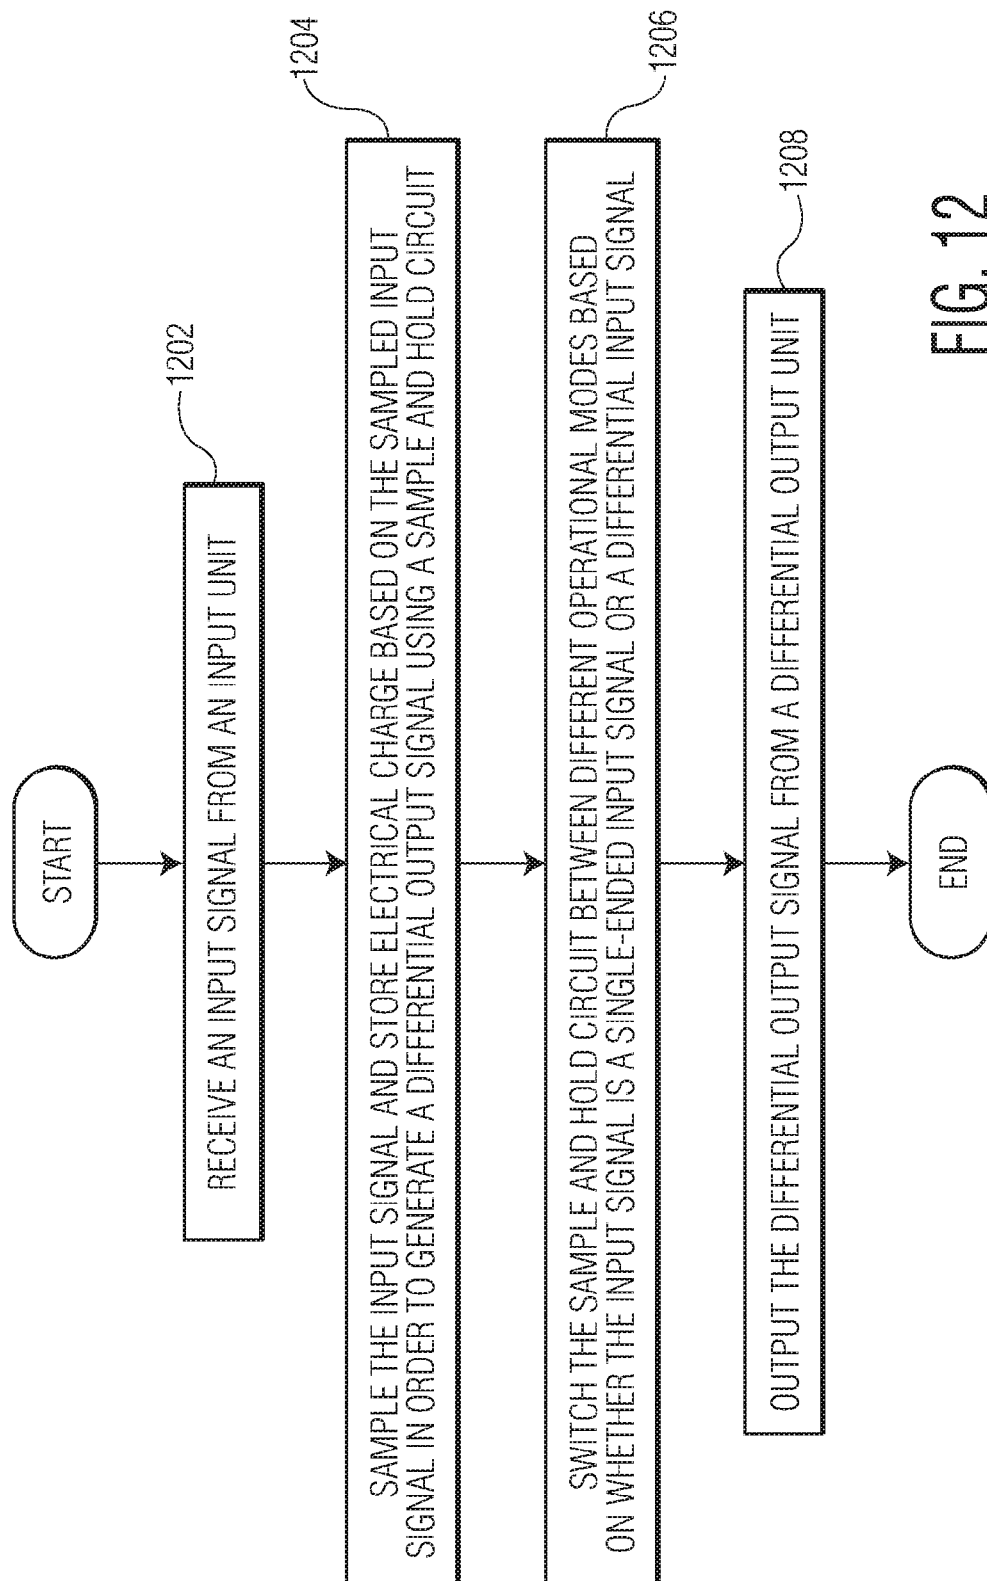 START
RECEIVE AN INPUT SIGNAL FROM AN INPUT UNIT
1202
SAMPLE THE INPUT SIGNAL AND STORE ELECTRICAL CHARGE BASED ON THE SAMPLED INPUT
SIGNAL IN ORDER TO GENERATE A DIFFERENTIAL OUTPUT SIGNAL USING A SAMPLE AND HOLD CIRCUIT
1204
SWITCH THE SAMPLE AND HOLD CIRCUIT BETWEEN DIFFERENT OPERATIONAL MODES BASED
ON WHETHER THE INPUT SIGNAL IS A SINGLE-ENDED INPUT SIGNAL OR A DIFFERENTIAL INPUT SIGNAL
1206
OUTPUT THE DIFFERENTIAL OUTPUT SIGNAL FROM A DIFFERENTIAL OUTPUT UNIT
1208
END
FIG. 12